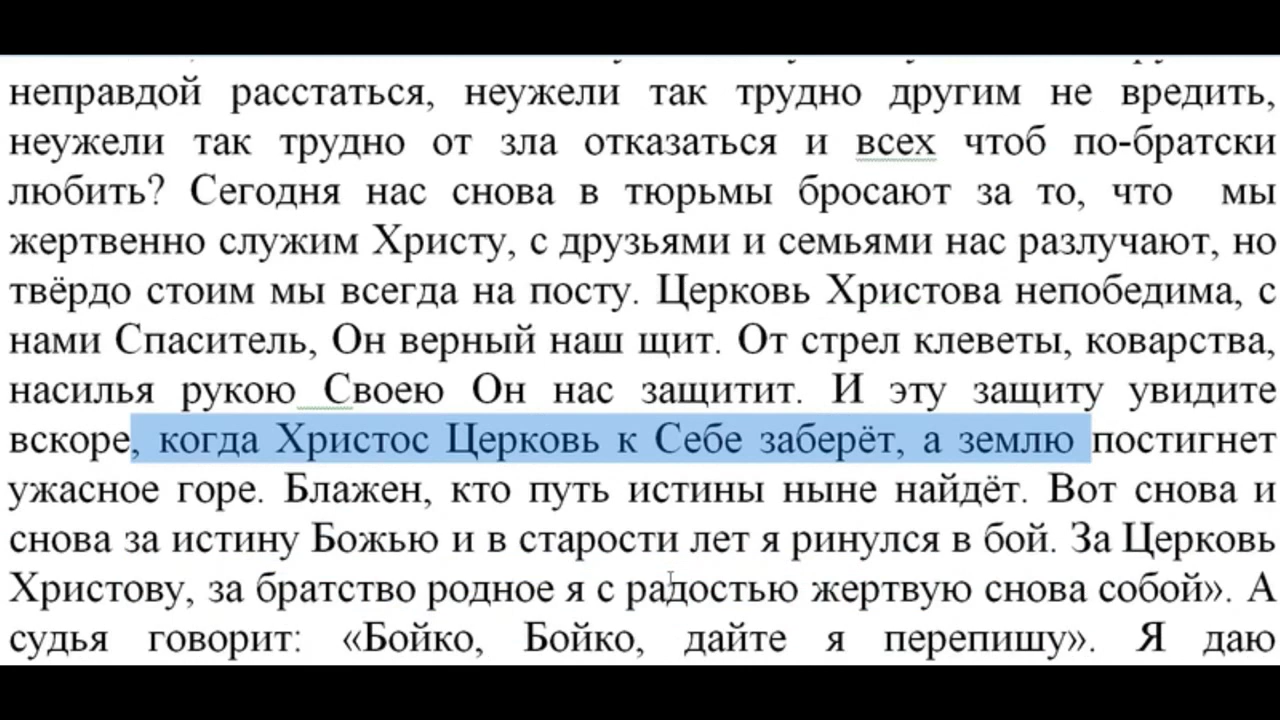 неправдой расстаться, неужели так трудно другим не вредить,
неужели так трудно от зла отказаться и всех чтоб по-братски
любить? Сегодня нас снова в тюрьмы бросают за то, что мы
жертвенно служим Христу, с друзьями и семьями нас разлучают, но
твёрдо стоим мы всегда на посту. Церковь Христова непобедима, с
нами Спаситель, Он верный наш щит. От стрел клеветы, коварства,
насилья рукою Своею Он нас защитит. И эту защиту увидите
вскоре, когда Христос Церковь к Себе заберёт, а землю постигнет
ужасное горе. Блажен, кто путь истины ныне найдёт. Вот снова и
снова за истину Божью и в старости лет я ринулся в бой. За Церковь
Христову, за братство родное я с радостью жертвую снова собой». А
судья говорит: «Бойко, Бойко, дайте я перепишу». Я даю